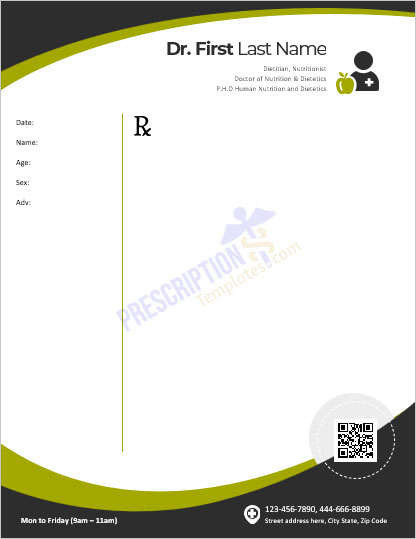 Dr. First Last Name
Dietitian, Nutritionist
Doctor of Nutrition & Dietetics
P.H.D Human Nutrition and Dietetics
Date:
Name:
Age:
Sex:
Adv:
℞
PRESCRIPTION
Templates.com
123-456-7890, 444-666-8899
Street address here, City State, Zip Code
Mon to Friday (9am – 11am)